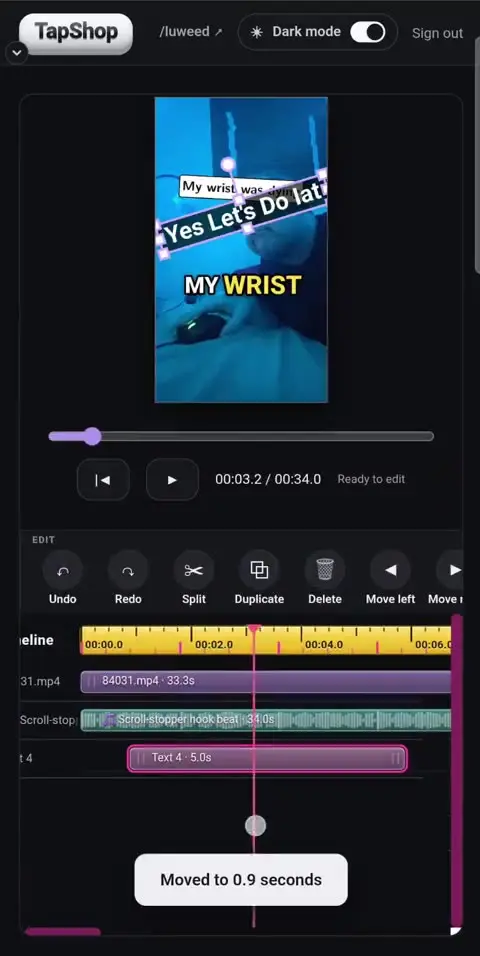 TapShop
/luweed ↗
Dark mode
Sign out
My wrist was dying
Yes Let's Do lat
MY WRIST
00:03.2 / 00:34.0
Ready to edit
EDIT
Undo
Redo
Split
Duplicate
Delete
Move left
Move r
eline
00:00.0
00:02.0
00:04.0
00:06.0
31.mp4
84031.mp4 · 33.3s
Scroll-stop
Scroll-stopper hook beat · 34.0s
t 4
Text 4 · 5.0s
Moved to 0.9 seconds